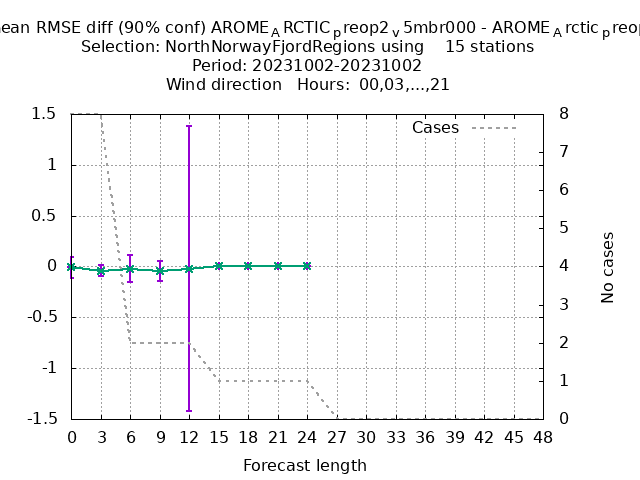 ean RMSE diff (90% conf) AROME_ARCTIC_preop2_v5mbr000 - AROME_Arctic_preop
Selection: NorthNorwayFjordRegions using 15 stations
Period: 20231002-20231002
Wind direction Hours: 00,03,...,21
Cases
1.5
1
0.5
0
-0.5
-1
-1.5
8
7
6
5
4
3
2
1
0
No cases
0 3 6 9 12 15 18 21 24 27 30 33 36 39 42 45 48
Forecast length